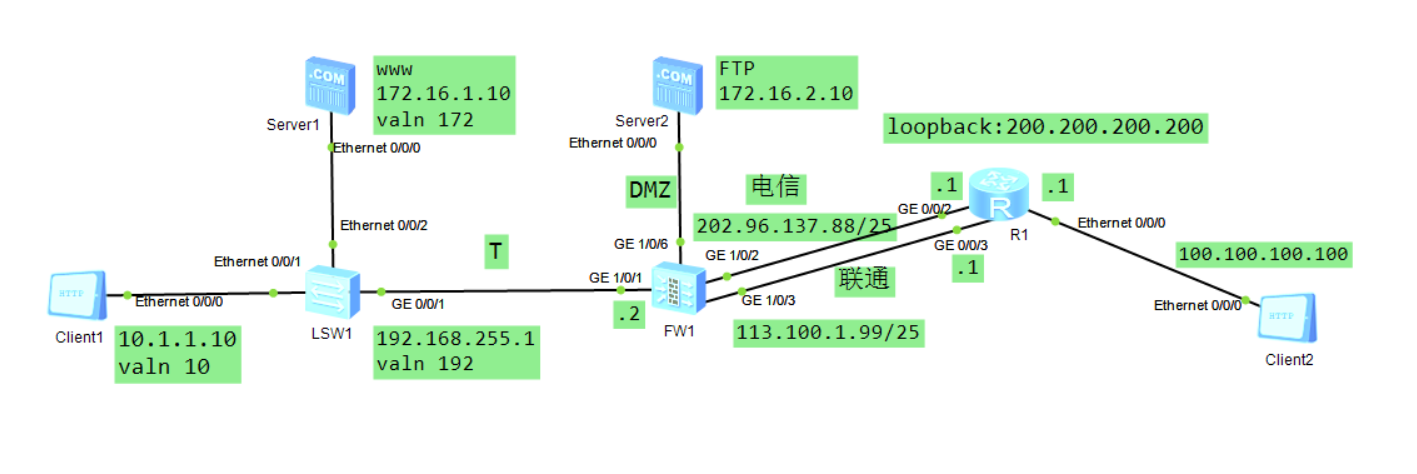 .COM
www
172.16.1.10
valn 172
Server1
Ethernet 0/0/0
Ethernet 0/0/2
.COM
FTP
172.16.2.10
Server2
Ethernet 0/0/0
DMZ
GE 1/0/6
电信
202.96.137.88/25
loopback:200.200.200.200
.1
GE 0/0/2
R
R1
.1
Ethernet 0/0/0
GE 0/0/3
.1
100.100.100.100
Ethernet 0/0/0
HTTP
Client2
HTTP
Client1
Ethernet 0/0/0
10.1.1.10
valn 10
Ethernet 0/0/1
LSW1
GE 0/0/1
192.168.255.1
valn 192
T
GE 1/0/1
.2
FW1
GE 1/0/2
GE 1/0/3
联通
113.100.1.99/25